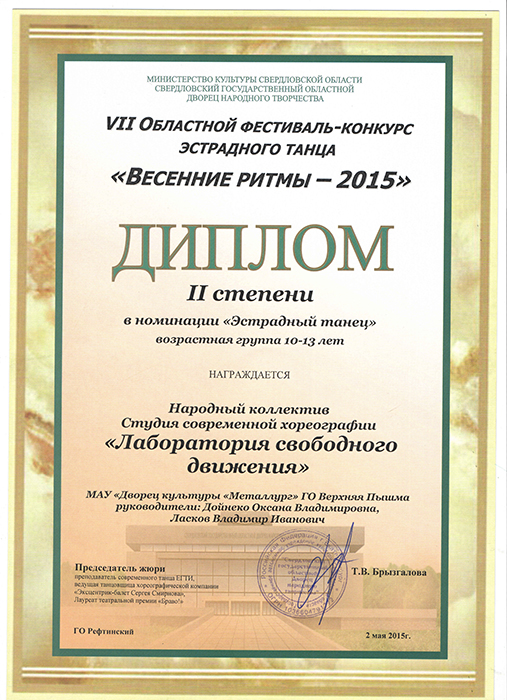 МИНИСТЕРСТВО КУЛЬТУРЫ СВЕРДЛОВСКОЙ ОБЛАСТИ
СВЕРДЛОВСКИЙ ГОСУДАРСТВЕННЫЙ ОБЛАСТНОЙ
ДВОРЕЦ НАРОДНОГО ТВОРЧЕСТВА
VII ОБЛАСТНОЙ ФЕСТИВАЛЬ-КОНКУРС
ЭСТРАДНОГО ТАНЦА
«ВЕСЕННИЕ РИТМЫ – 2015»
ДИПЛОМ
II степени
в номинации «Эстрадный танец»
возрастная группа 10-13 лет
НАГРАЖДАЕТСЯ
Народный коллектив
Студия современной хореографии
«Лаборатория свободного
движения»
МАУ «Дворец культуры «Металлург» ГО Верхняя Пышма
руководители: Дойнеко Оксана Владимировна,
Ласков Владимир Иванович
Председатель жюри
преподаватель современного танца ЕГТИ,
ведущая танцовщица хореографической компании
«Эксцентрик-балет Сергея Смирнова»,
Лауреат театральной премии «Браво!»
Т.В. Брызгалова
ГО Рефтинский
2 мая 2015г.